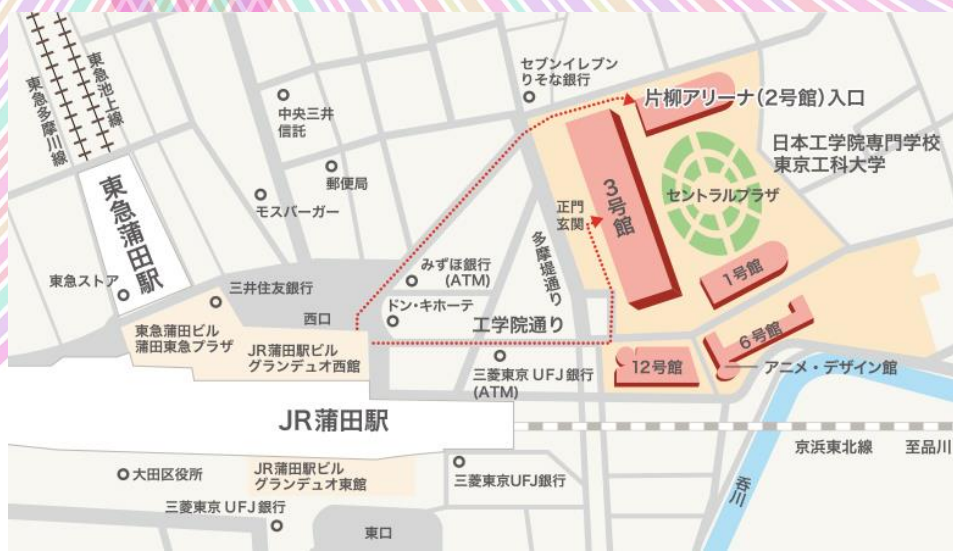 東急多摩川線
東急池上線
東急蒲田駅
東急ストア
中央三井
信託
郵便局
モスバーガー
セブンイレブン
りそな銀行
片柳アリーナ(2号館)入口
日本工学院専門学校
東京工科大学
セントラルプラザ
3号館
正門
玄関
1号館
6号館
12号館
アニメ・デザイン館
多摩堤通り
みずほ銀行
(ATM)
ドン・キホーテ
工学院通り
三井住友銀行
西口
東急蒲田ビル
蒲田東急プラザ
JR蒲田駅ビル
グランデュオ西館
三菱東京UFJ銀行
(ATM)
JR蒲田駅
京浜東北線
至品川
呑川
大田区役所
JR蒲田駅ビル
グランデュオ東館
三菱東京UFJ銀行
三菱東京UFJ銀行
東口